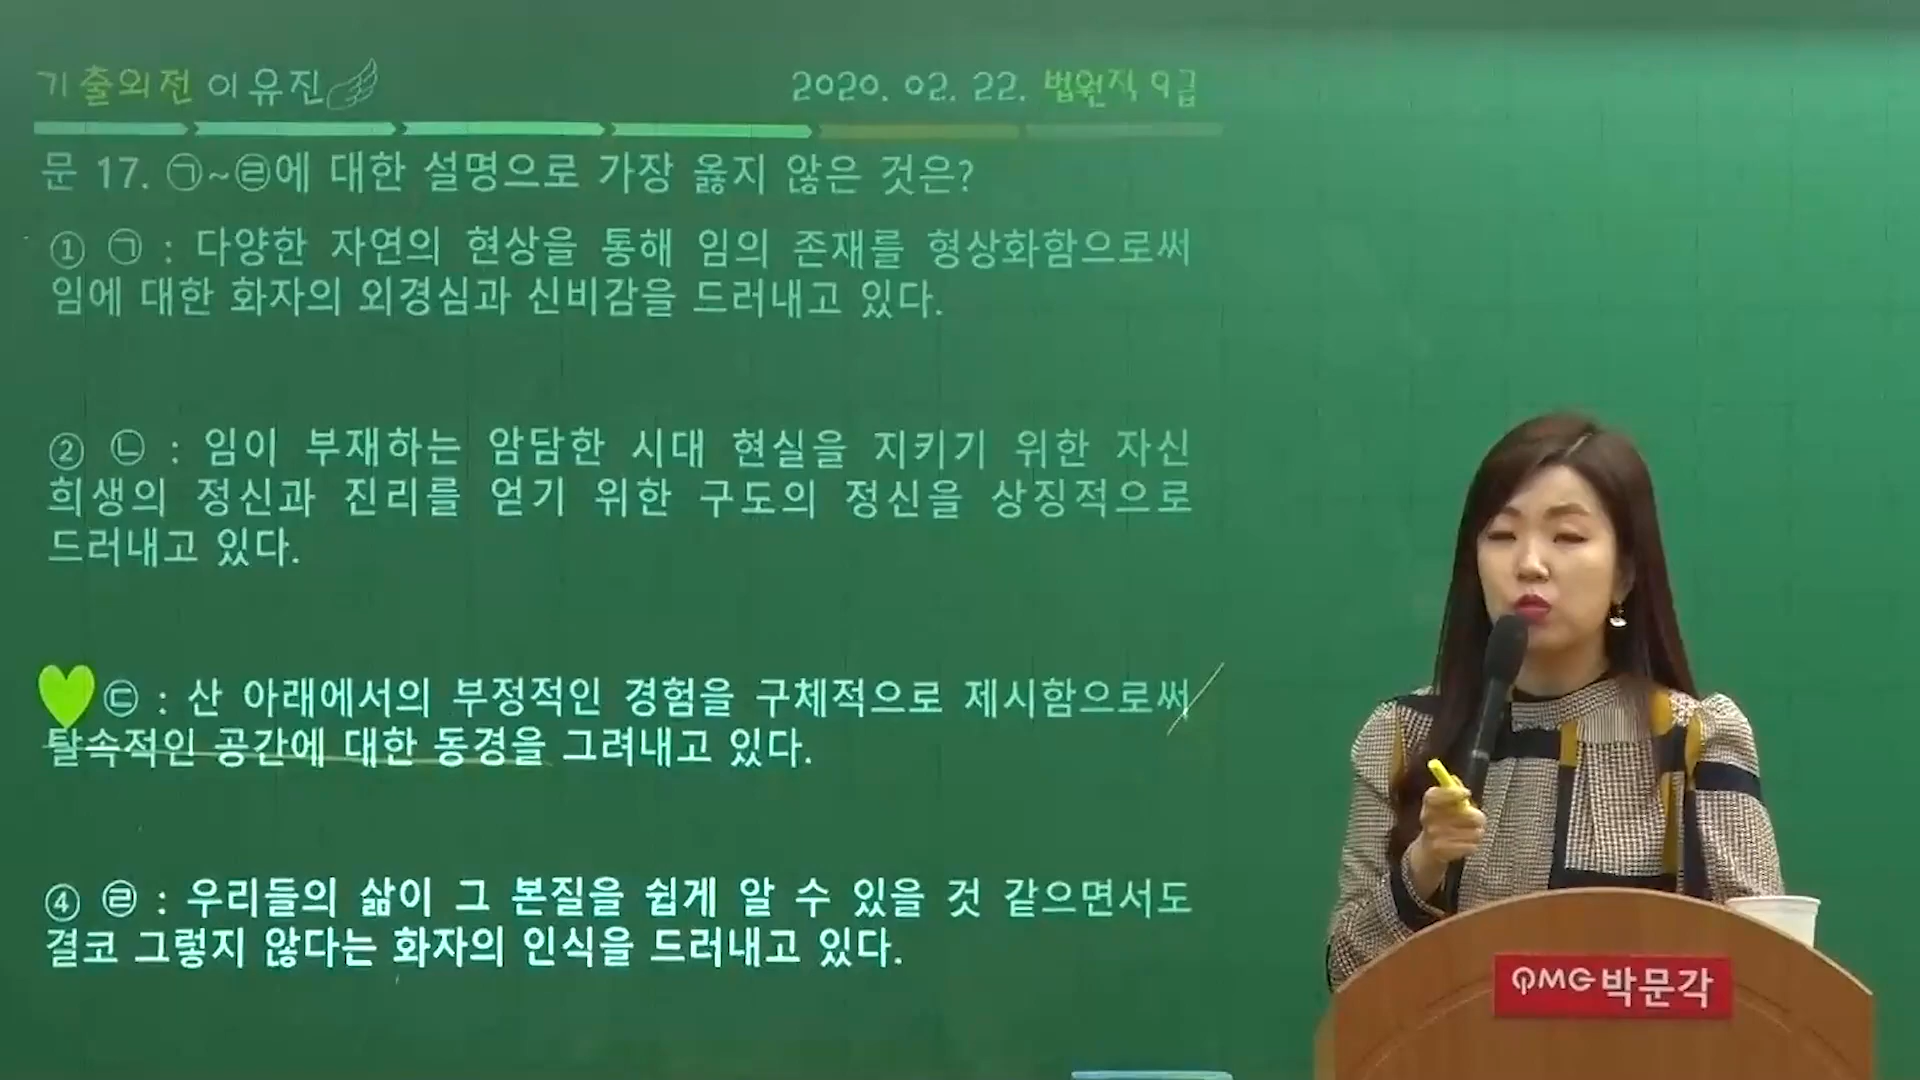 기출외전 이유진
2020. 02. 22. 법원직 9급
문 17. ㉠~㉣에 대한 설명으로 가장 옳지 않은 것은?
① ㉠ : 다양한 자연의 현상을 통해 임의 존재를 형상화함으로써
임에 대한 화자의 외경심과 신비감을 드러내고 있다.
② ㉡ : 임이 부재하는 암담한 시대 현실을 지키기 위한 자신
희생의 정신과 진리를 얻기 위한 구도의 정신을 상징적으로
드러내고 있다.
㉢ : 산 아래에서의 부정적인 경험을 구체적으로 제시함으로써
탈속적인 공간에 대한 동경을 그려내고 있다.
④ ㉣ : 우리들의 삶이 그 본질을 쉽게 알 수 있을 것 같으면서도
결코 그렇지 않다는 화자의 인식을 드러내고 있다.
PMG 박문각